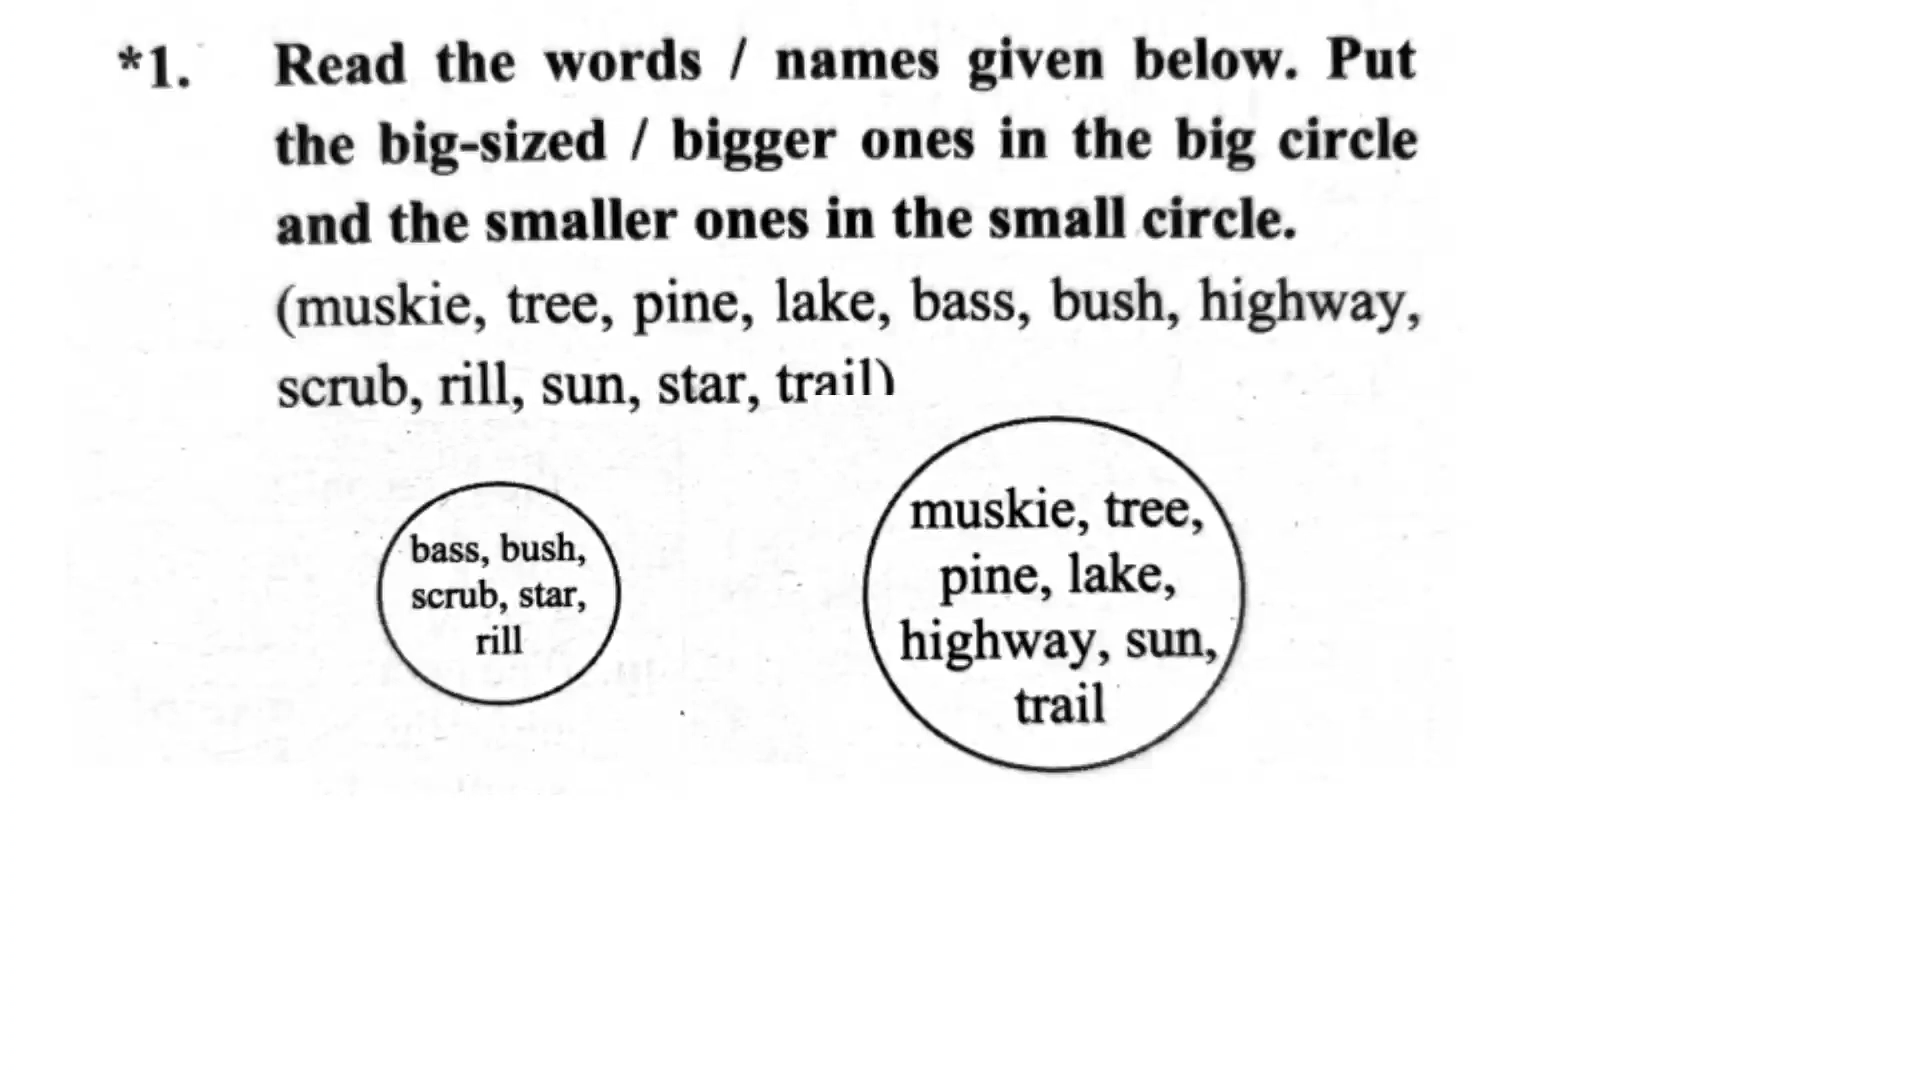 *1. Read the words / names given below. Put
the big-sized / bigger ones in the big circle
and the smaller ones in the small circle.
(muskie, tree, pine, lake, bass, bush, highway,
scrub, rill, sun, star, trail)
bass, bush,
scrub, star,
rill
muskie, tree,
pine, lake,
highway, sun,
trail